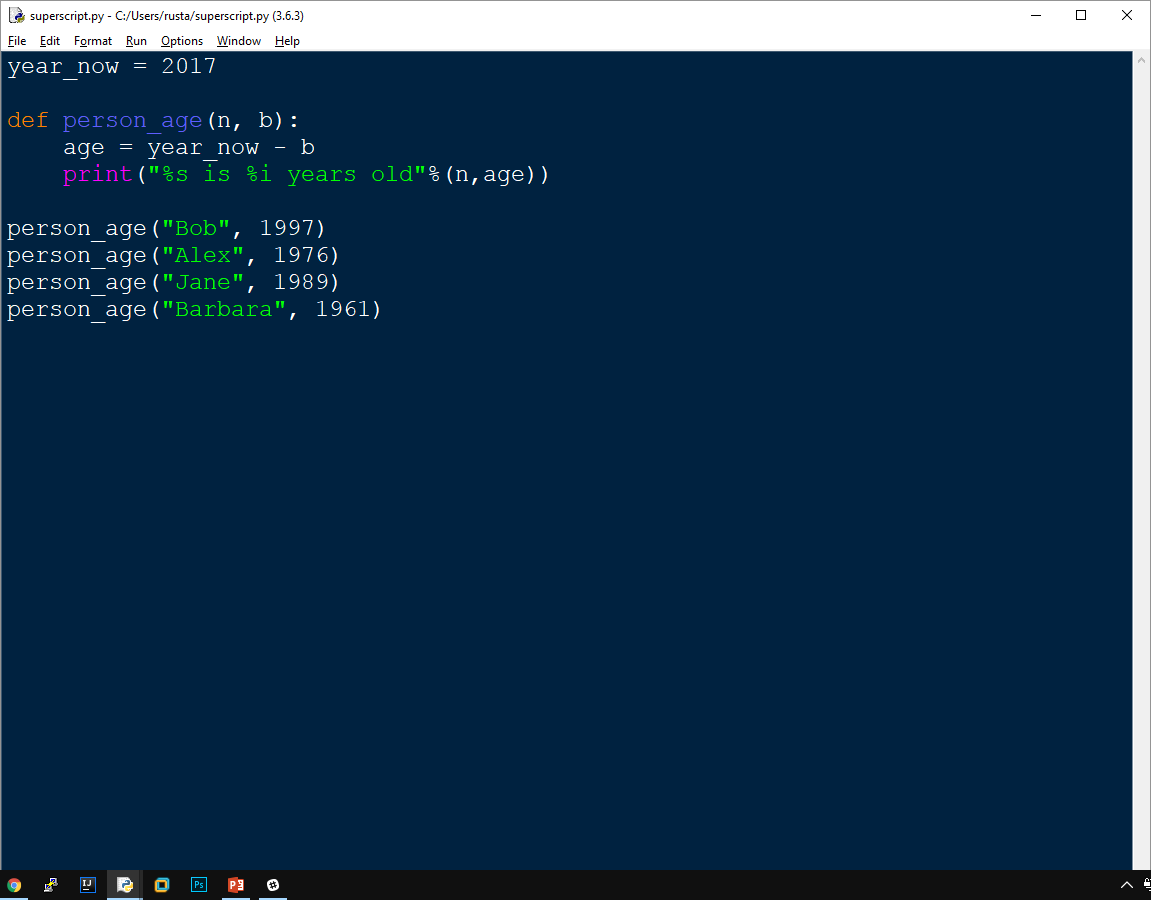 superscript.py - C:/Users/rusta/superscript.py (3.6.3)
File Edit Format Run Options Window Help
year_now = 2017
def person_age(n, b):
    age = year_now - b
    print("%s is %i years old"%(n,age))
person_age("Bob", 1997)
person_age("Alex", 1976)
person_age("Jane", 1989)
person_age("Barbara", 1961)
IJ Ps P